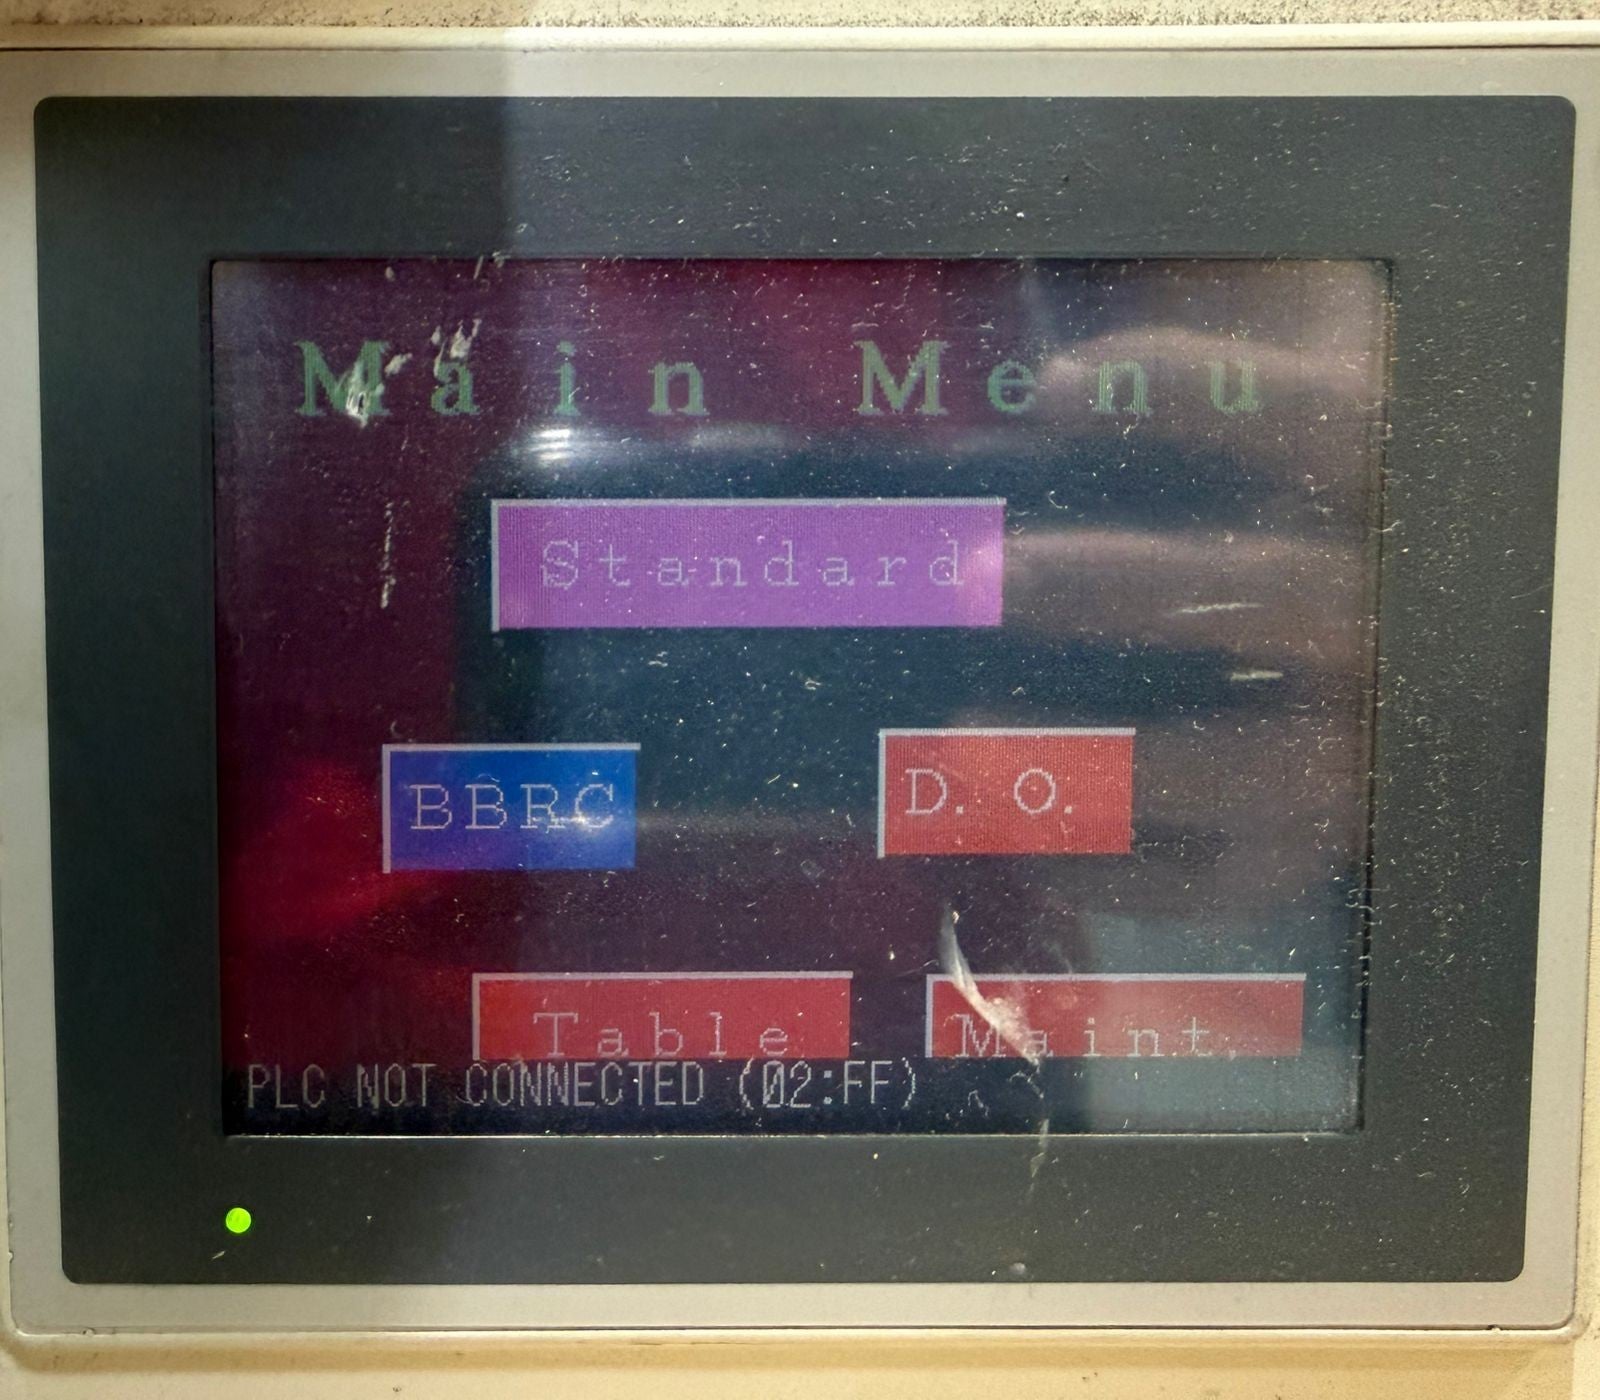 Main Menu
Standard
BBRC
D. O.
Table
Maint.
PLC NOT CONNECTED (02:FF)